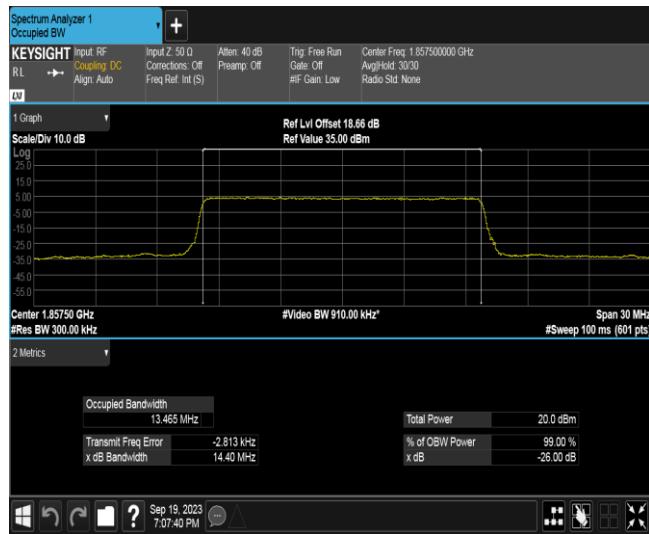 Spectrum Analyzer 1
Occupied BW
+
KEYSIGHT
RL
LXI
Input: RF
Coupling: DC
Align: Auto
Input Z: 50 Ω
Corrections: Off
Freq Ref: Int (S)
Atten: 40 dB
Preamp: Off
Trig: Free Run
Gate: Off
#IF Gain: Low
Center Freq: 1.857500000 GHz
Avg|Hold: 30/30
Radio Std: None
1 Graph
Scale/Div 10.0 dB
Ref Lvl Offset 18.66 dB
Ref Value 35.00 dBm
Log
25.0
15.0
5.00
-5.00
-15.0
-25.0
-35.0
-45.0
-55.0
Center 1.85750 GHz
#Video BW 910.00 kHz*
Span 30 MHz
#Res BW 300.00 kHz
#Sweep 100 ms (601 pts)
2 Metrics
Occupied Bandwidth
13.465 MHz
Total Power 20.0 dBm
Transmit Freq Error -2.813 kHz
% of OBW Power 99.00 %
x dB Bandwidth 14.40 MHz
x dB -26.00 dB
?
Sep 19, 2023
7:07:40 PM